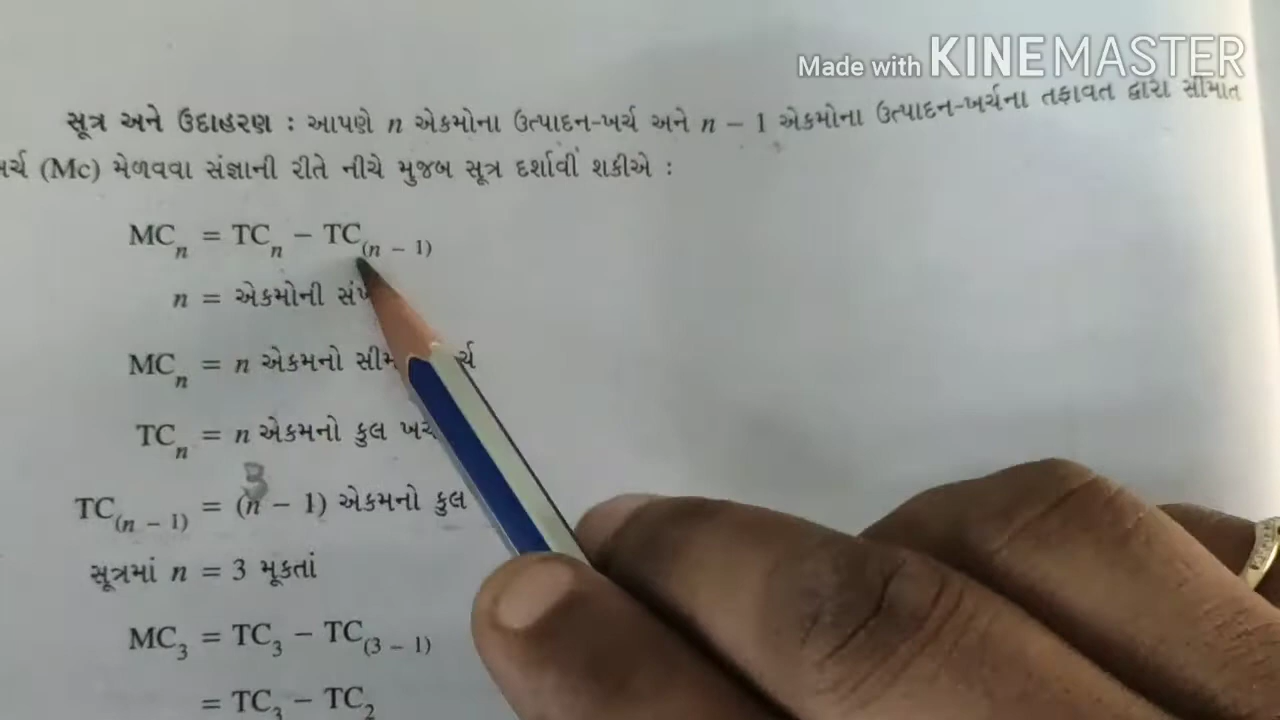 Made with KINEMASTER
સૂત્ર અને ઉદાહરણ : આપણે n એકમોના ઉત્પાદન-ખર્ચ અને n – 1 એકમોના ઉત્પાદન-ખર્ચના તફાવત દ્વારા સીમાંત
(Mc) મેળવવા સંજ્ઞાની રીતે નીચે મુજબ સૂત્ર દર્શાવી શકીએ :
MCₙ = TCₙ – TC₍ₙ ₋ ₁₎
n = એકમોની
MCₙ = n એકમનો
TCₙ = n એકમનો કુલ
3
TC₍ₙ ₋ ₁₎ = (n – 1) એકમનો કુલ
સૂત્રમાં n = 3 મૂકતાં
MC₃ = TC₃ – TC₍₃ ₋ ₁₎
= TC₃ – TC₂